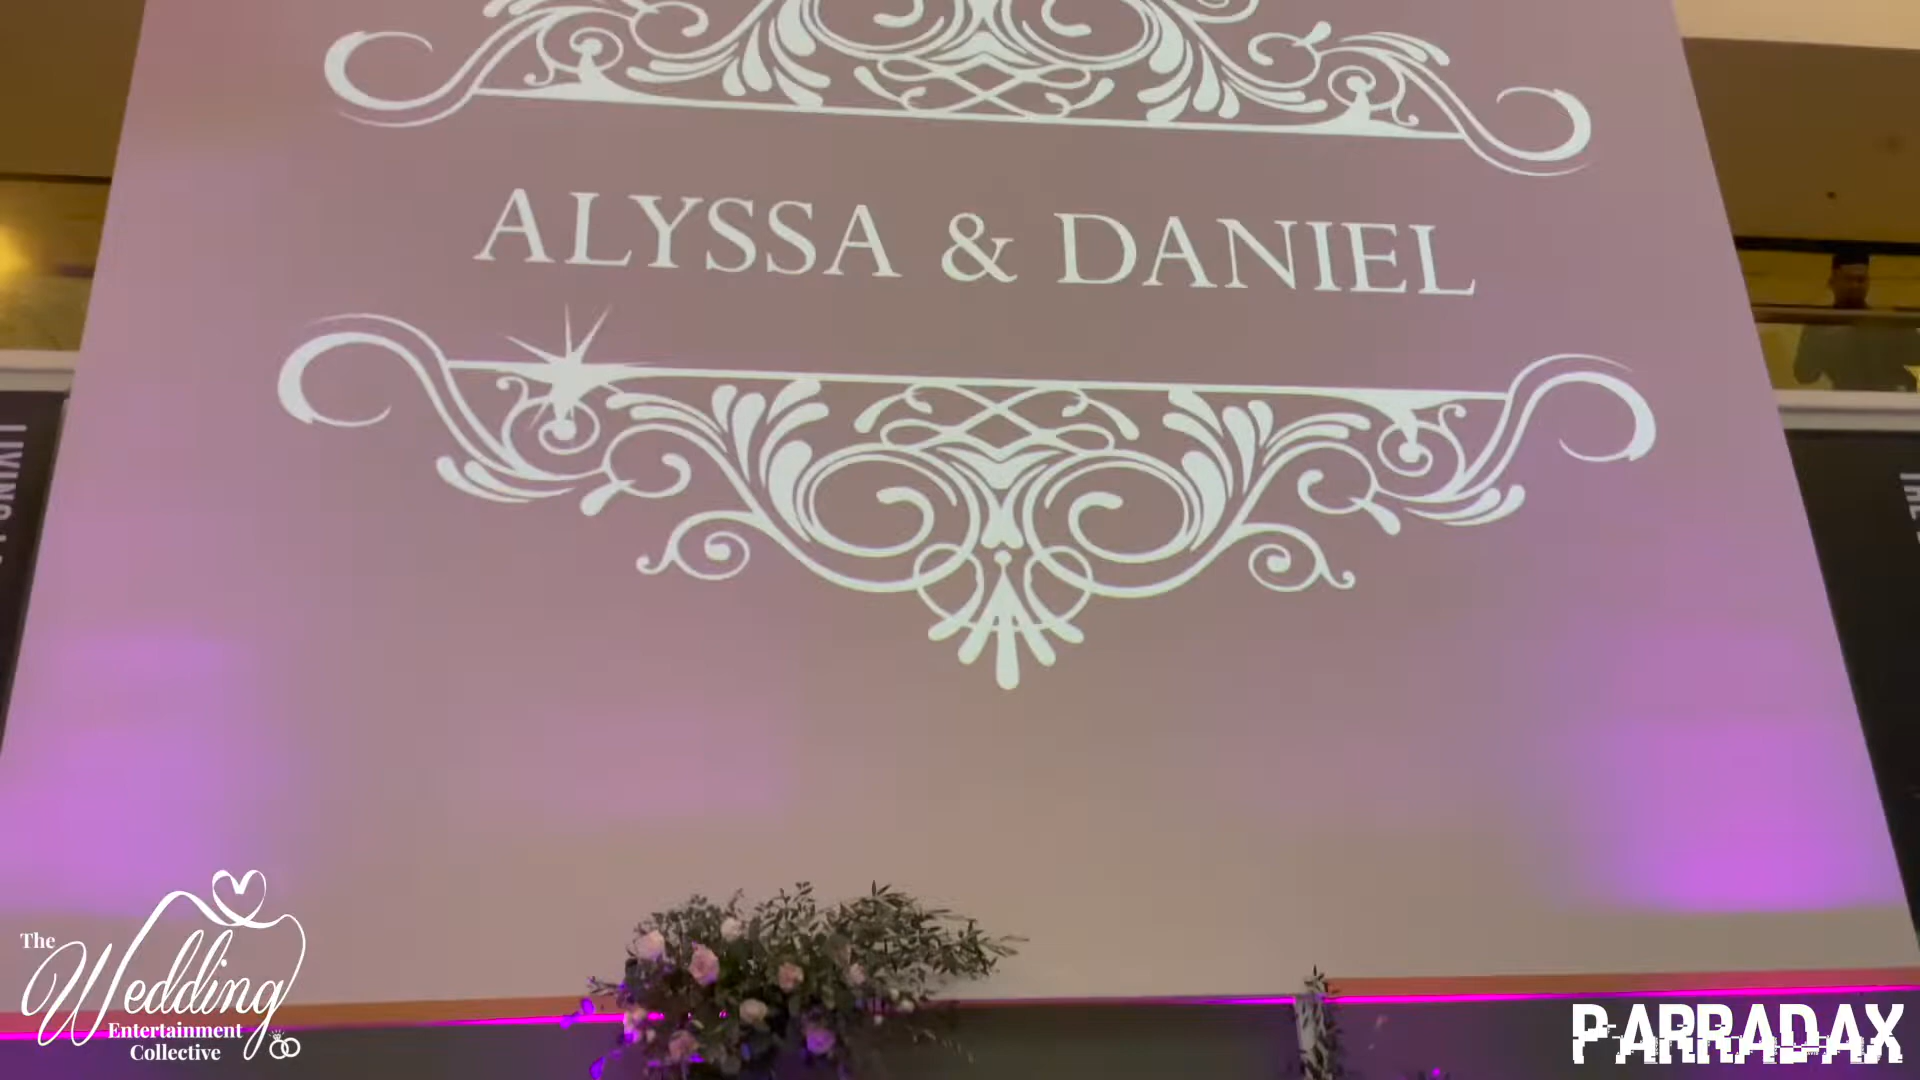 ALYSSA & DANIEL
The
Wedding
Entertainment
Collective
PARRADAX